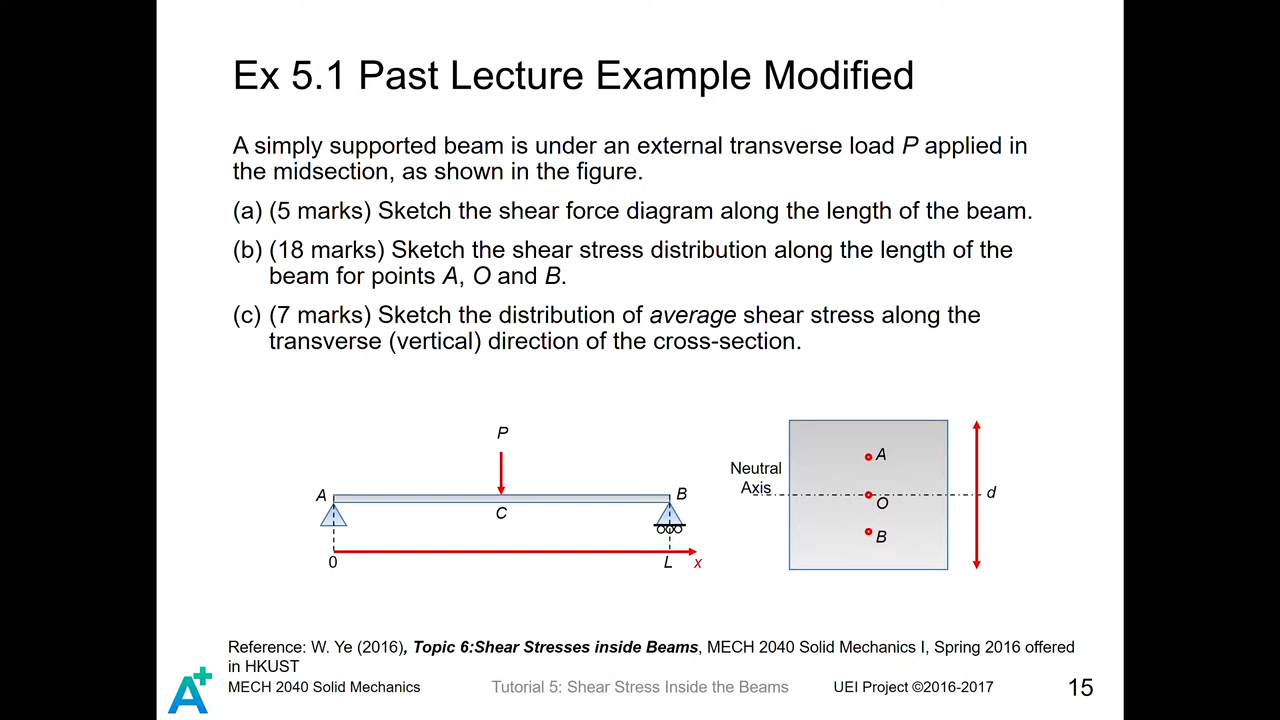 Ex 5.1 Past Lecture Example Modified
A simply supported beam is under an external transverse load P applied in
the midsection, as shown in the figure.
(a) (5 marks) Sketch the shear force diagram along the length of the beam.
(b) (18 marks) Sketch the shear stress distribution along the length of the
beam for points A, O and B.
(c) (7 marks) Sketch the distribution of average shear stress along the
transverse (vertical) direction of the cross-section.
P
A
B
C
0
L
x
Neutral
Axis
A
O
B
d
Reference: W. Ye (2016), Topic 6:Shear Stresses inside Beams, MECH 2040 Solid Mechanics I, Spring 2016 offered
in HKUST
A+
MECH 2040 Solid Mechanics
Tutorial 5: Shear Stress Inside the Beams
UEI Project ©2016-2017
15